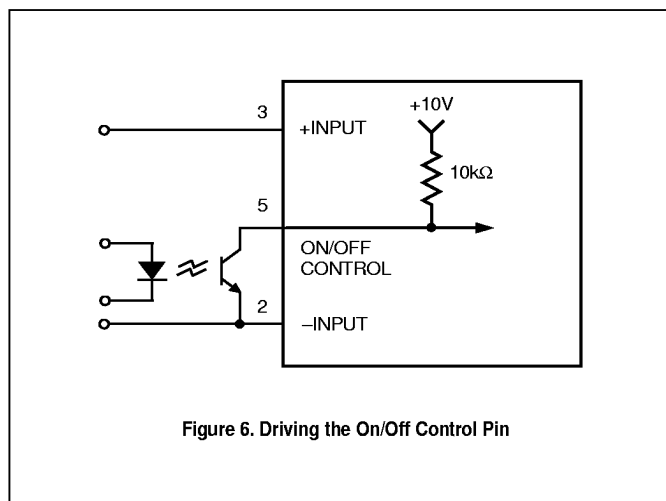 +10V
3
+INPUT
10kΩ
5
ON/OFF
CONTROL
2
–INPUT
Figure 6. Driving the On/Off Control Pin